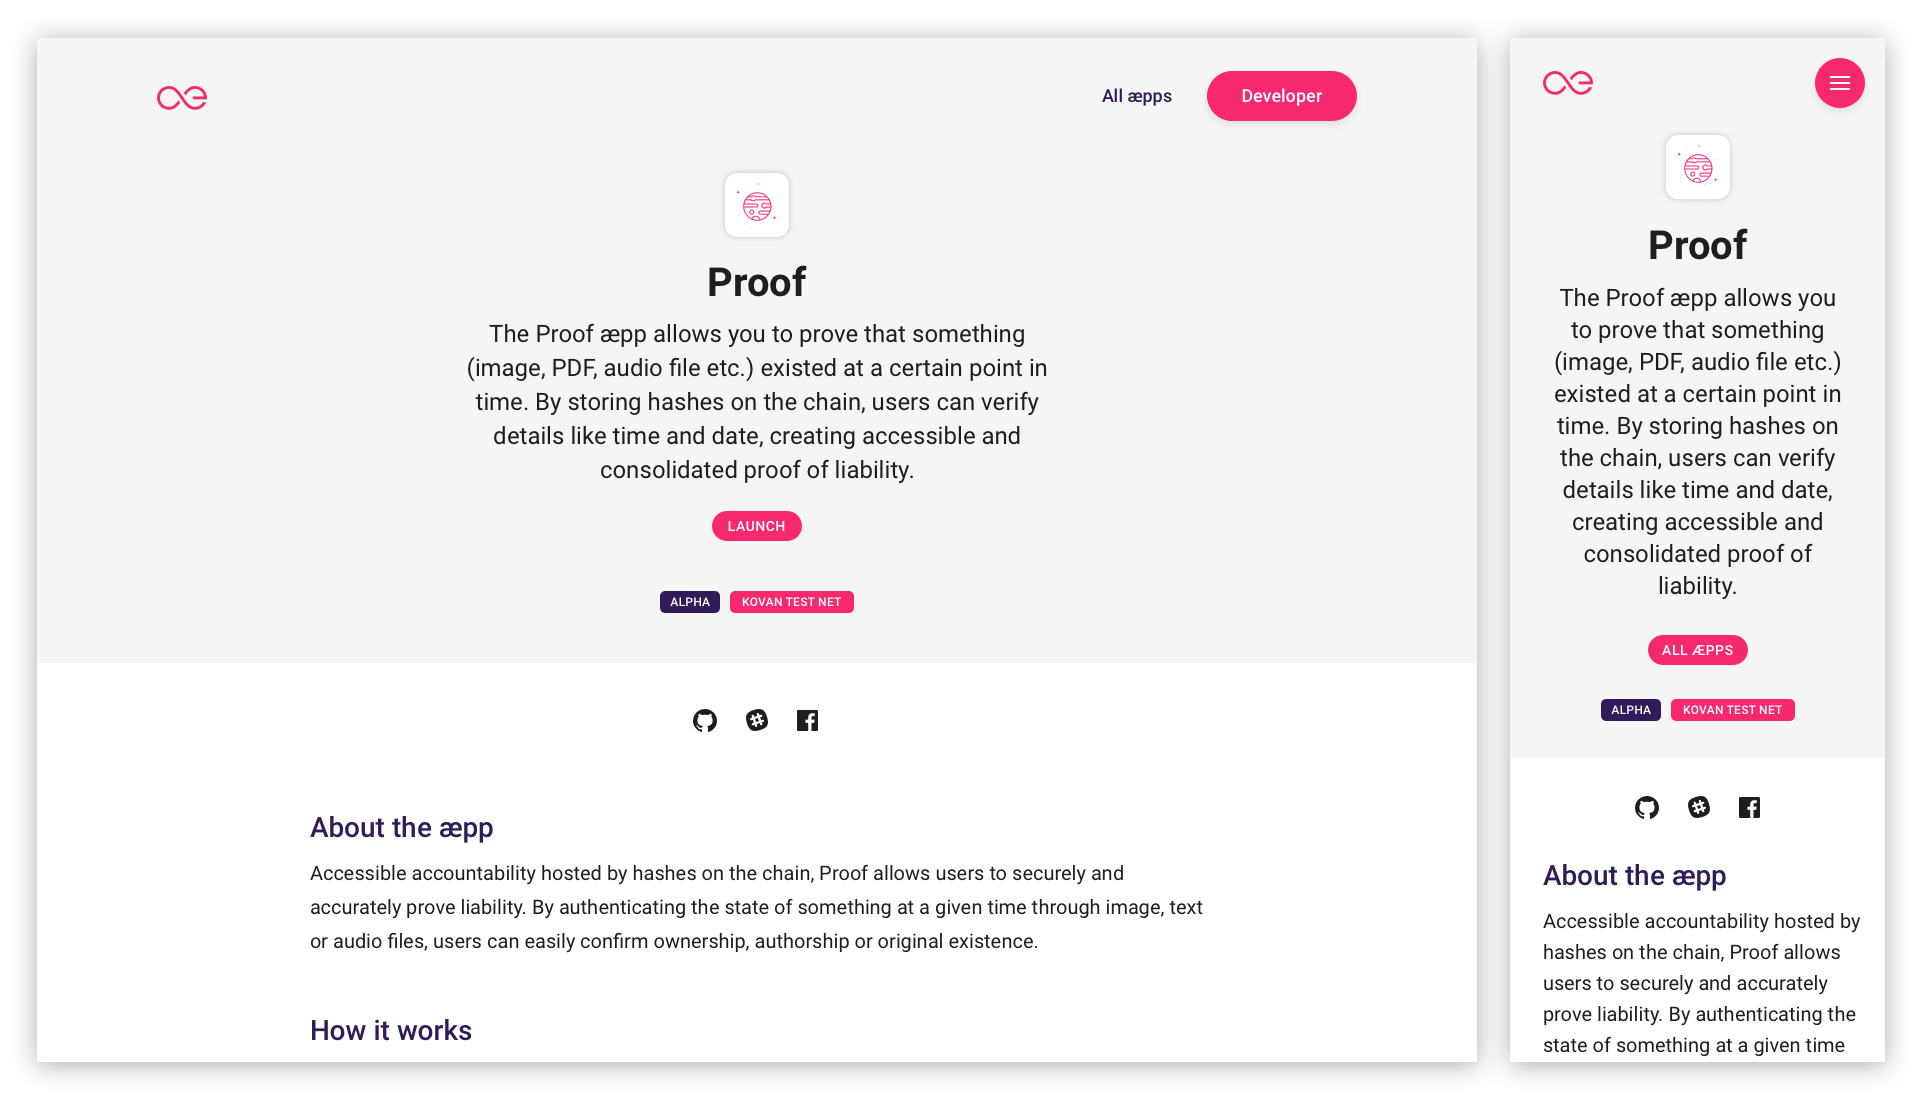 All æpps
Developer
Proof
The Proof æpp allows you to prove that something
(image, PDF, audio file etc.) existed at a certain point in
time. By storing hashes on the chain, users can verify
details like time and date, creating accessible and
consolidated proof of liability.
LAUNCH
ALPHA
KOVAN TEST NET
About the æpp
Accessible accountability hosted by hashes on the chain, Proof allows users to securely and
accurately prove liability. By authenticating the state of something at a given time through image, text
or audio files, users can easily confirm ownership, authorship or original existence.
How it works
Proof
The Proof æpp allows you
to prove that something
(image, PDF, audio file etc.)
existed at a certain point in
time. By storing hashes on
the chain, users can verify
details like time and date,
creating accessible and
consolidated proof of
liability.
ALL ÆPPS
ALPHA
KOVAN TEST NET
About the æpp
Accessible accountability hosted by
hashes on the chain, Proof allows
users to securely and accurately
prove liability. By authenticating the
state of something at a given time